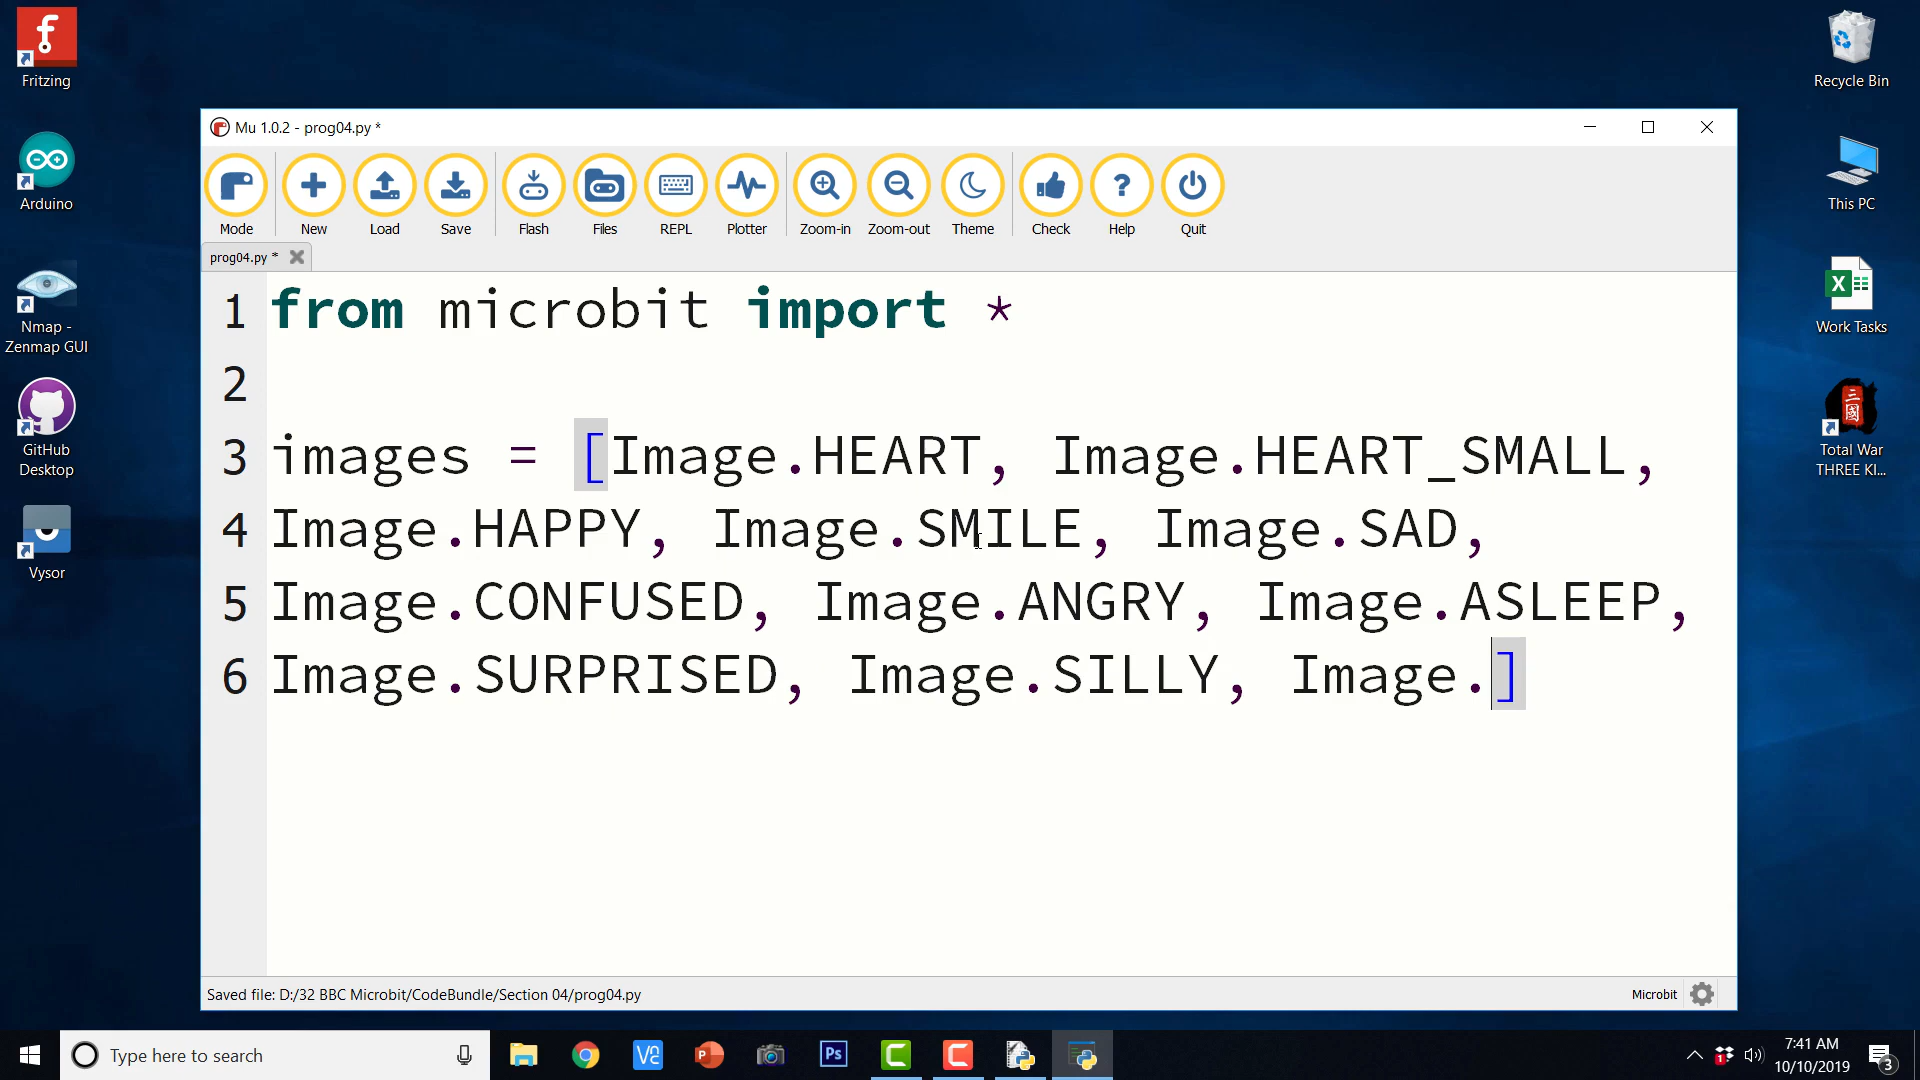 Fritzing
Arduino
Nmap -
Zenmap GUI
GitHub
Desktop
Vysor
Recycle Bin
This PC
Work Tasks
Total War
THREE KI...
Mu 1.0.2 - prog04.py *
Mode New Load Save Flash Files REPL Plotter Zoom-in Zoom-out Theme Check Help Quit
prog04.py *
1 from microbit import *
2
3 images = [Image.HEART, Image.HEART_SMALL,
4 Image.HAPPY, Image.SMILE, Image.SAD,
5 Image.CONFUSED, Image.ANGRY, Image.ASLEEP,
6 Image.SURPRISED, Image.SILLY, Image.]
Saved file: D:/32 BBC Microbit/CodeBundle/Section 04/prog04.py
Microbit
Type here to search
7:41 AM
10/10/2019
3